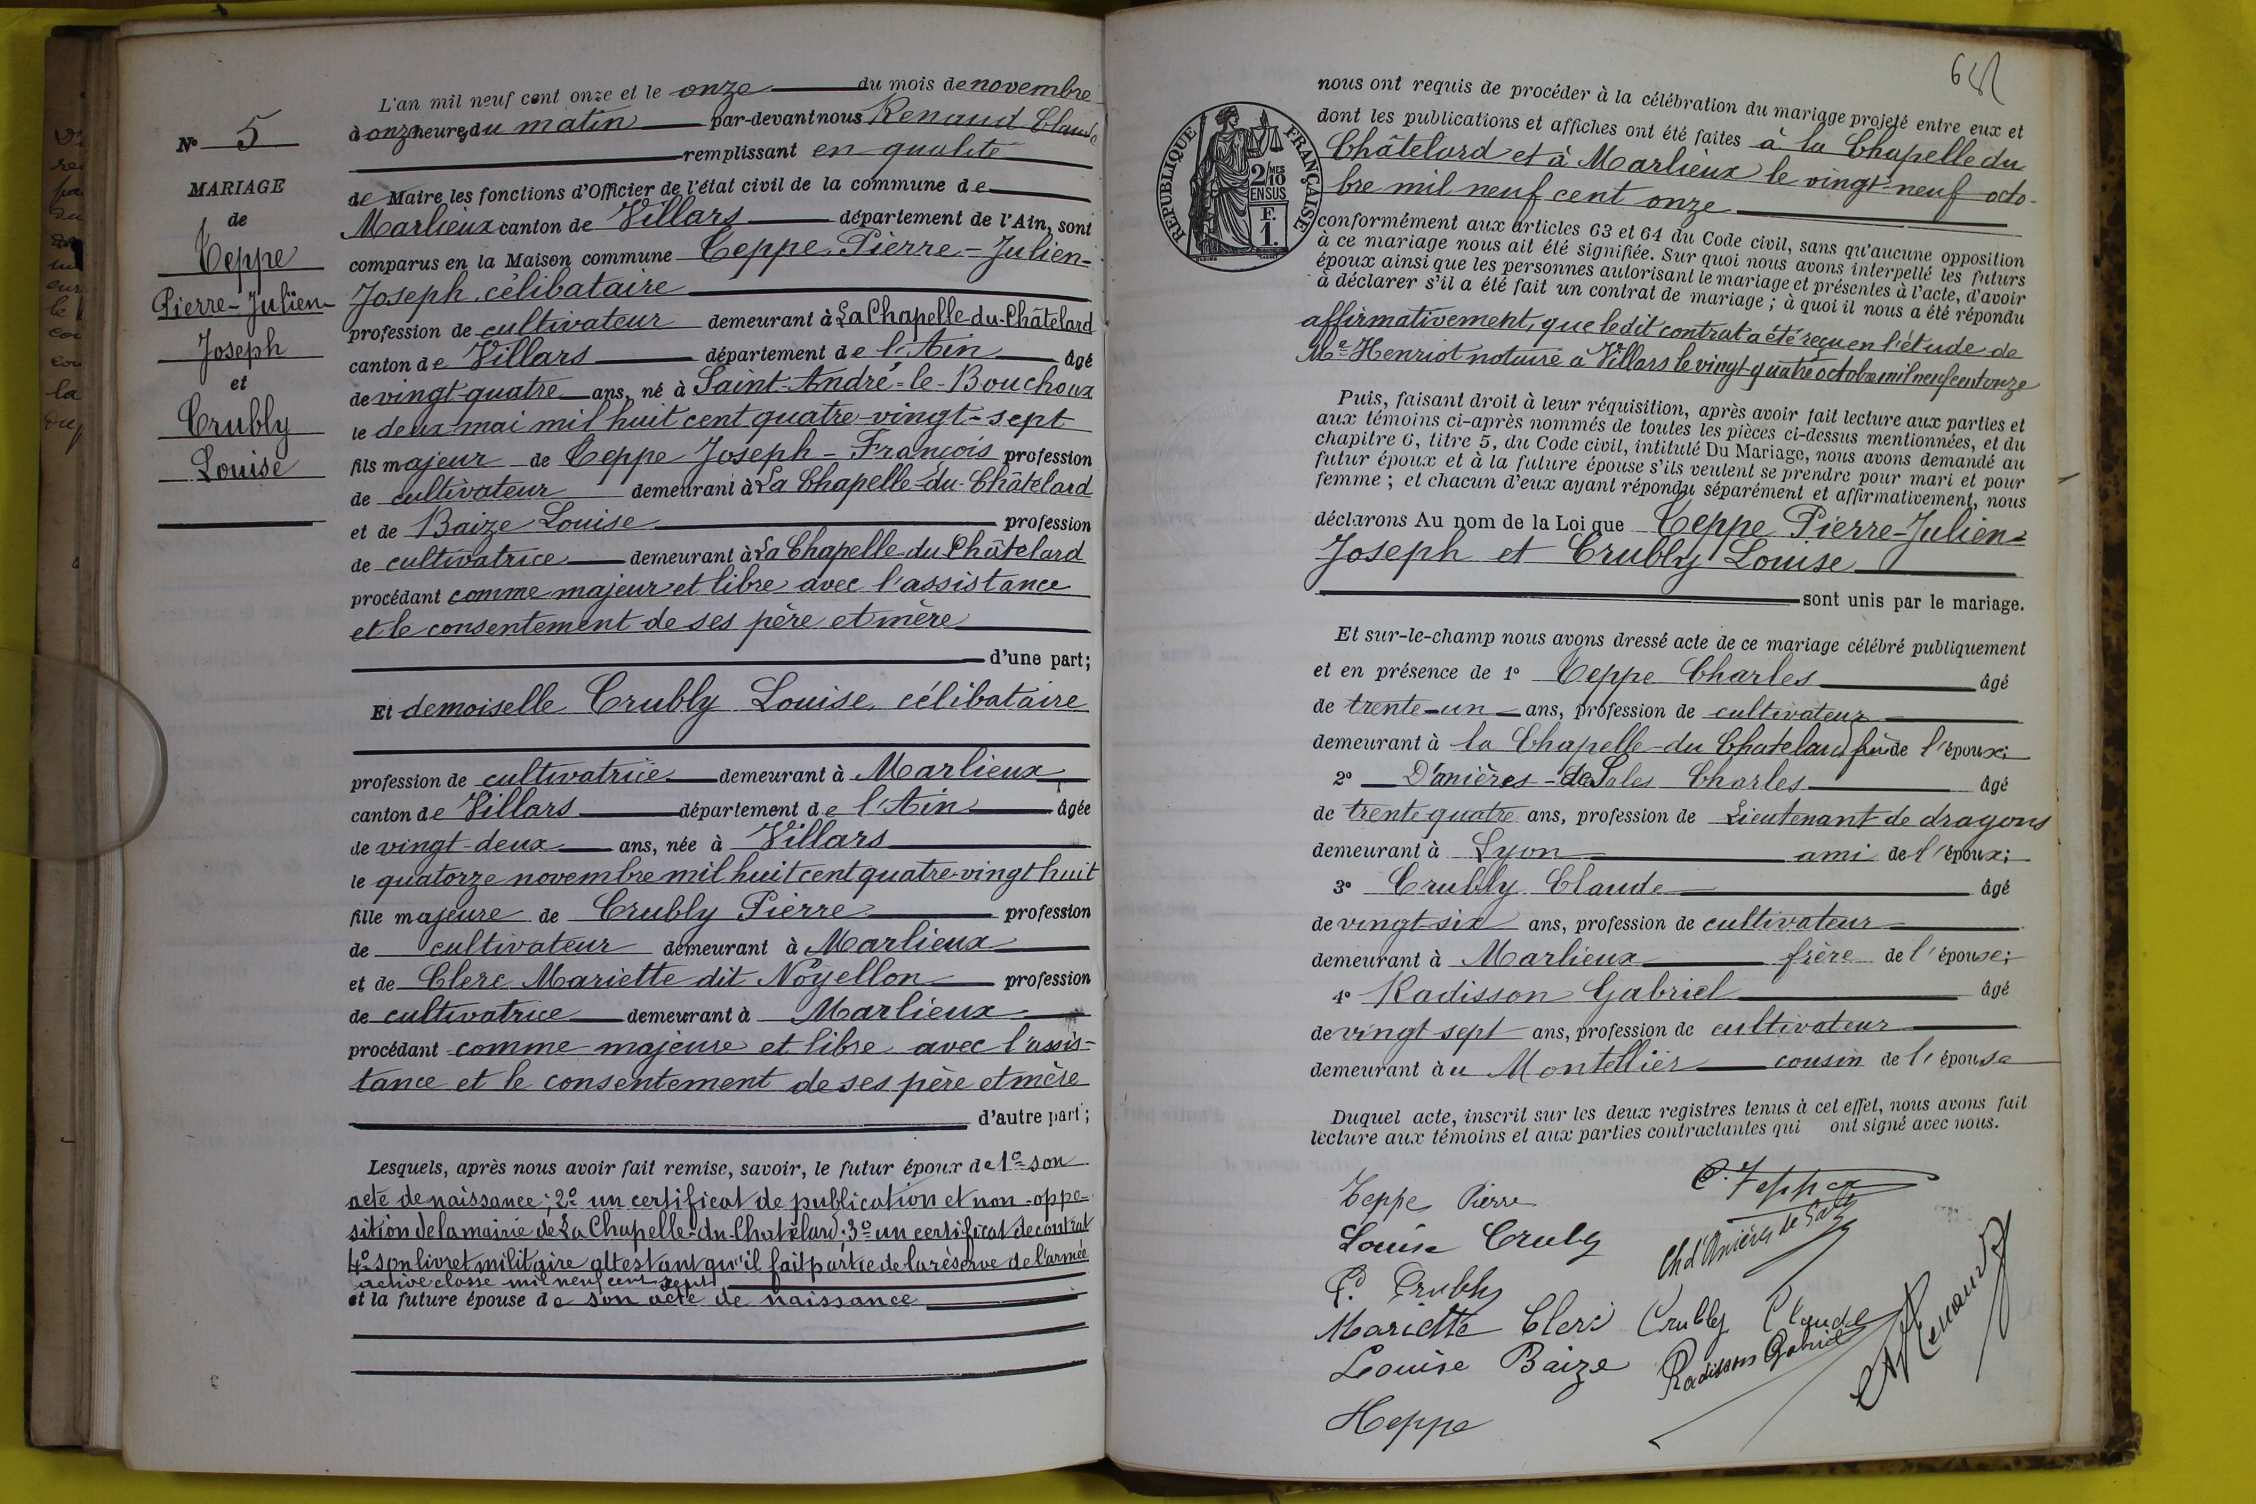 N° 5
MARIAGE
de
Teppe
Pierre-Julien-
Joseph
et
Crubly
Louise
L'an mil neuf cent onze et le onze du mois de novembre
à onze heures du matin par-devant nous Renaud Claude
remplissant en qualité
de Maire les fonctions d'Officier de l'état civil de la commune de
Marlieux canton de Villars département de l'Ain, sont
comparus en la Maison commune Teppe Pierre-Julien-
Joseph, célibataire
profession de cultivateur demeurant à La Chapelle-du-Châtelard
canton de Villars département de l'Ain âgé
de vingt-quatre ans, né à Saint-André-le-Bouchoux
le deux mai mil huit cent quatre-vingt-sept
fils majeur de Teppe Joseph-François profession
de cultivateur demeurant à La Chapelle-du-Châtelard
et de Baize Louise profession
de cultivatrice demeurant à La Chapelle du Châtelard
procédant comme majeur et libre avec l'assistance
et le consentement de ses père et mère
d'une part;
Et demoiselle Crubly Louise, célibataire
profession de cultivatrice demeurant à Marlieux
canton de Villars département de l'Ain âgée
de vingt-deux ans, née à Villars
le quatorze novembre mil huit cent quatre-vingt huit
fille majeure de Crubly Pierre profession
de cultivateur demeurant à Marlieux
et de Clerc Mariette dit Noyellon profession
de cultivatrice demeurant à Marlieux
procédant comme majeure et libre avec l'assis-
tance et le consentement de ses père et mère
d'autre part;
Lesquels, après nous avoir fait remise, savoir, le futur époux de 1° son
acte de naissance; 2° un certificat de publication et non-oppo-
sition de la mairie de La Chapelle-du-Chatelard; 3° un certificat de contrat
4° son livret militaire attestant qu'il fait partie de la réserve de l'armée
active classe mil neuf cent sept
et la future épouse de son acte de naissance
RÉPUBLIQUE FRANÇAISE
2/10 MES
EN SUS
F.
1.
nous ont requis de procéder à la célébration du mariage projeté entre eux et
dont les publications et affiches ont été faites à la Chapelle du
Châtelard et à Marlieux le vingt-neuf octo-
bre mil neuf cent onze
conformément aux articles 63 et 64 du Code civil, sans qu'aucune opposition
à ce mariage nous ait été signifiée. Sur quoi nous avons interpellé les futurs
époux ainsi que les personnes autorisant le mariage et présentes à l'acte, d'avoir
à déclarer s'il a été fait un contrat de mariage; à quoi il nous a été répondu
affirmativement, que ledit contrat a été reçu en l'étude de
Me Henriot notaire à Villars le vingt-quatre octobre mil neuf cent onze
Puis, faisant droit à leur réquisition, après avoir fait lecture aux parties et
aux témoins ci-après nommés de toutes les pièces ci-dessus mentionnées, et du
chapitre 6, titre 5, du Code civil, intitulé Du Mariage, nous avons demandé au
futur époux et à la future épouse s'ils veulent se prendre pour mari et pour
femme; et chacun d'eux ayant répondu séparément et affirmativement, nous
déclarons Au nom de la Loi que Teppe Pierre-Julien-
Joseph et Crubly Louise
sont unis par le mariage.
Et sur-le-champ nous avons dressé acte de ce mariage célébré publiquement
et en présence de 1° Teppe Charles âgé
de trente-un ans, profession de cultivateur
demeurant à la Chapelle-du Chatelard frère de l'époux;
2° D'anières-de Sales Charles âgé
de trente quatre ans, profession de Lieutenant de dragons
demeurant à Lyon ami de l'époux;
3° Crubly Claude âgé
de vingt-six ans, profession de cultivateur
demeurant à Marlieux frère de l'épouse;
4° Radisson Gabriel âgé
de vingt sept ans, profession de cultivateur
demeurant au Montellier cousin de l'épouse
Duquel acte, inscrit sur les deux registres tenus à cet effet, nous avons fait
lecture aux témoins et aux parties contractantes qui ont signé avec nous.
Teppe Pierre
C. Teppe
Louise Crubly
Ch d'Anières de Sales
P. Crubly
Mariette Clerc
Crubly Claude
Louise Baize
Radisson Gabriel
Renaud
Teppe